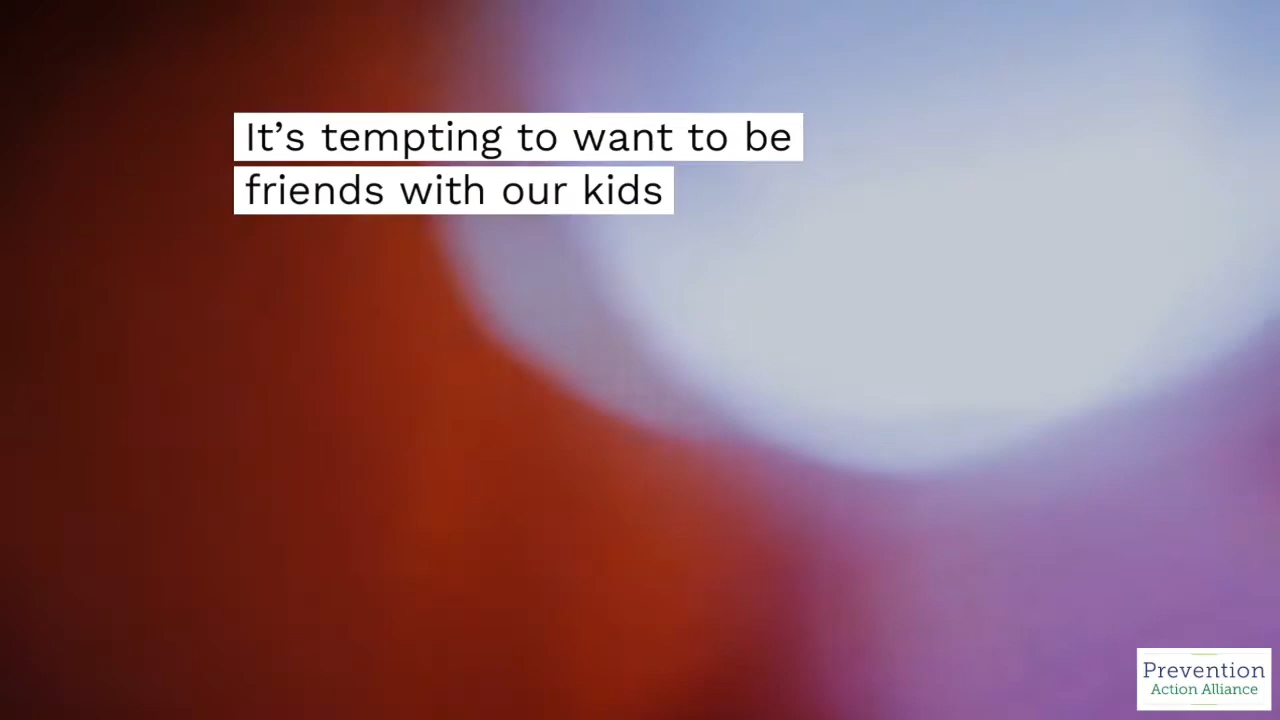 It’s tempting to want to be
friends with our kids
Prevention
Action Alliance